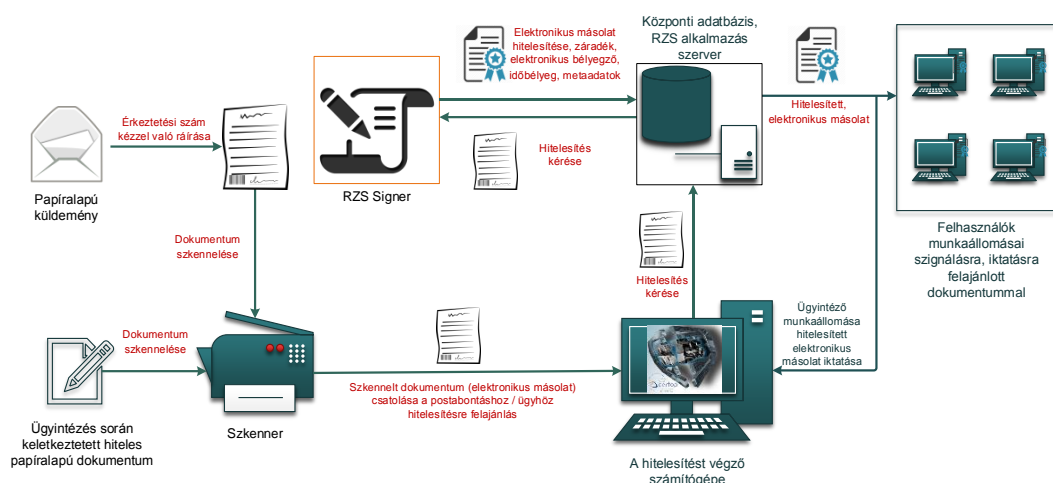 Elektronikus másolat
hitelesítése, záradék,
elektronikus bélyegző,
időbélyeg, metaadatok
Központi adatbázis,
RZS alkalmazás
szerver
Érkeztetési szám
kézzel való ráírása
Hitelesítés
kérése
Hitelesített,
elektronikus másolat
Papíralapú
küldemény
RZS Signer
Felhasználók
munkaállomásai
szignálásra, iktatásra
felajánlott
dokumentummal
Dokumentum
szkennelése
Hitelesítés
kérése
Ügyintéző
munkaállomása
hitelesített
elektronikus
másolat iktatása
Dokumentum
szkennelése
Szkennelt dokumentum (elektronikus másolat)
csatolása a postabontáshoz / ügyhöz
hitelesítésre felajánlás
Ügyintézés során
keletkeztetett hiteles
papíralapú dokumentum
Szkenner
A hitelesítést végző
számítógépe